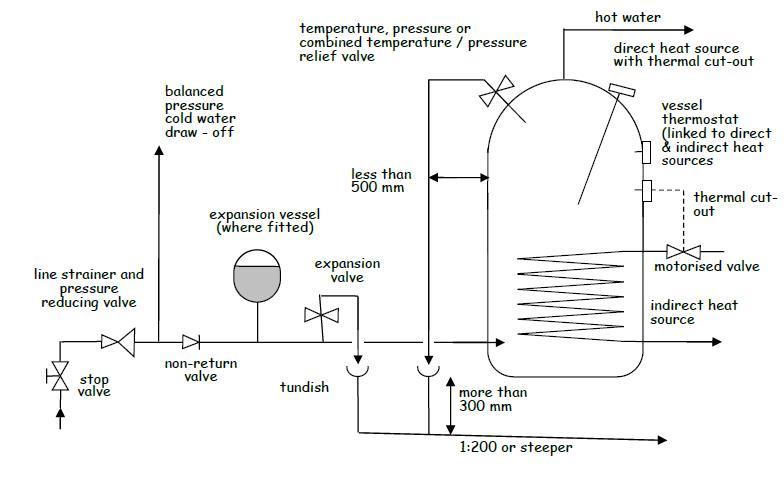 hot water
temperature, pressure or
combined temperature / pressure
relief valve
direct heat source
with thermal cut-out
balanced
pressure
cold water
draw - off
vessel
thermostat
(linked to direct
& indirect heat
sources
less than
500 mm
thermal cut-
out
expansion vessel
(where fitted)
expansion
valve
line strainer and
pressure
reducing valve
motorised valve
indirect heat
source
non-return
valve
stop
valve
tundish
more than
300 mm
1:200 or steeper